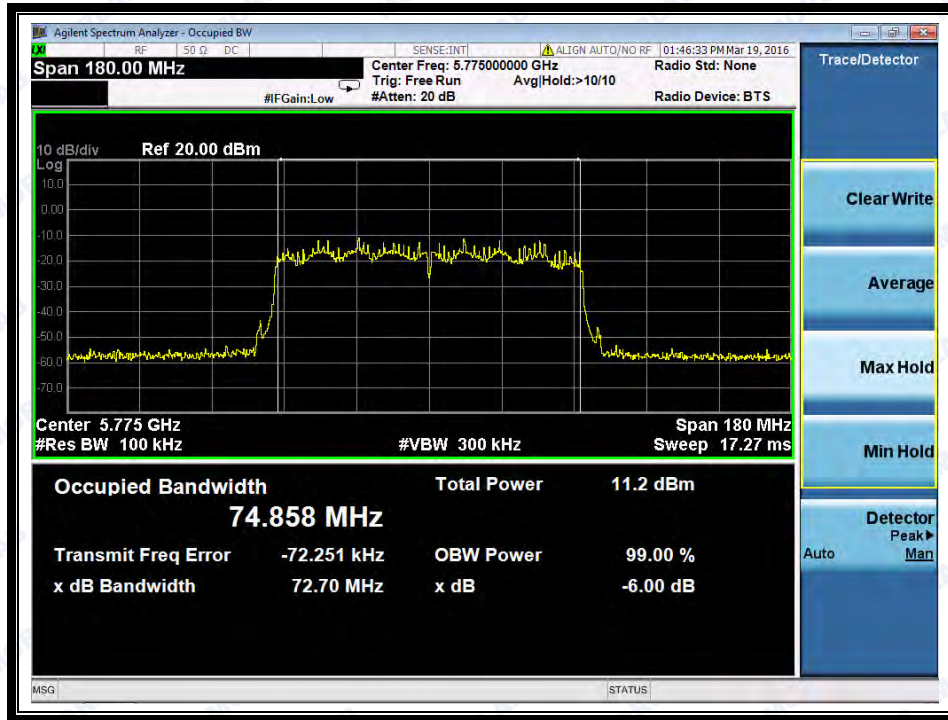 Agilent Spectrum Analyzer - Occupied BW
RF 50 Ω DC SENSE:INT ALIGN AUTO/NO RF 01:46:33 PM Mar 19, 2016
Span 180.00 MHz
Center Freq: 5.775000000 GHz Radio Std: None
Trig: Free Run Avg|Hold:>10/10
#IFGain:Low #Atten: 20 dB Radio Device: BTS
10 dB/div Ref 20.00 dBm
Log
10.0
0.00
-10.0
-20.0
-30.0
-40.0
-50.0
-60.0
-70.0
Center 5.775 GHz Span 180 MHz
#Res BW 100 kHz #VBW 300 kHz Sweep 17.27 ms
Occupied Bandwidth Total Power 11.2 dBm
74.858 MHz
Transmit Freq Error -72.251 kHz OBW Power 99.00 %
x dB Bandwidth 72.70 MHz x dB -6.00 dB
MSG STATUS
Trace/Detector
Clear Write
Average
Max Hold
Min Hold
Detector
Peak▶
Auto Man